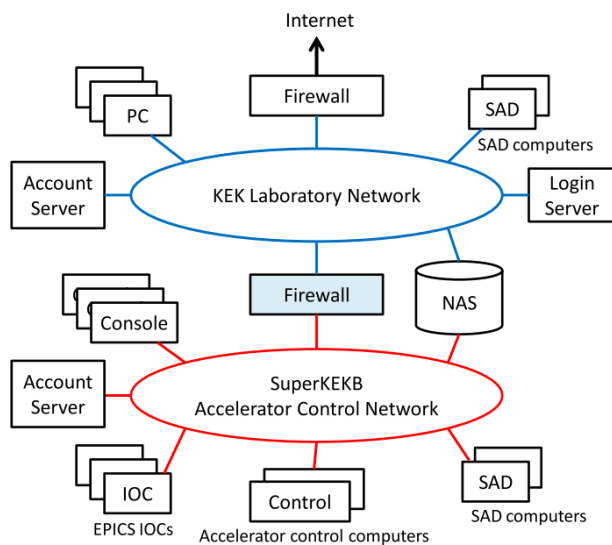 Internet
Firewall
PC
SAD
SAD computers
Account
Server
KEK Laboratory Network
Login
Server
Firewall
NAS
Console
Account
Server
SuperKEKB
Accelerator Control Network
IOC
EPICS IOCs
Control
Accelerator control computers
SAD
SAD computers